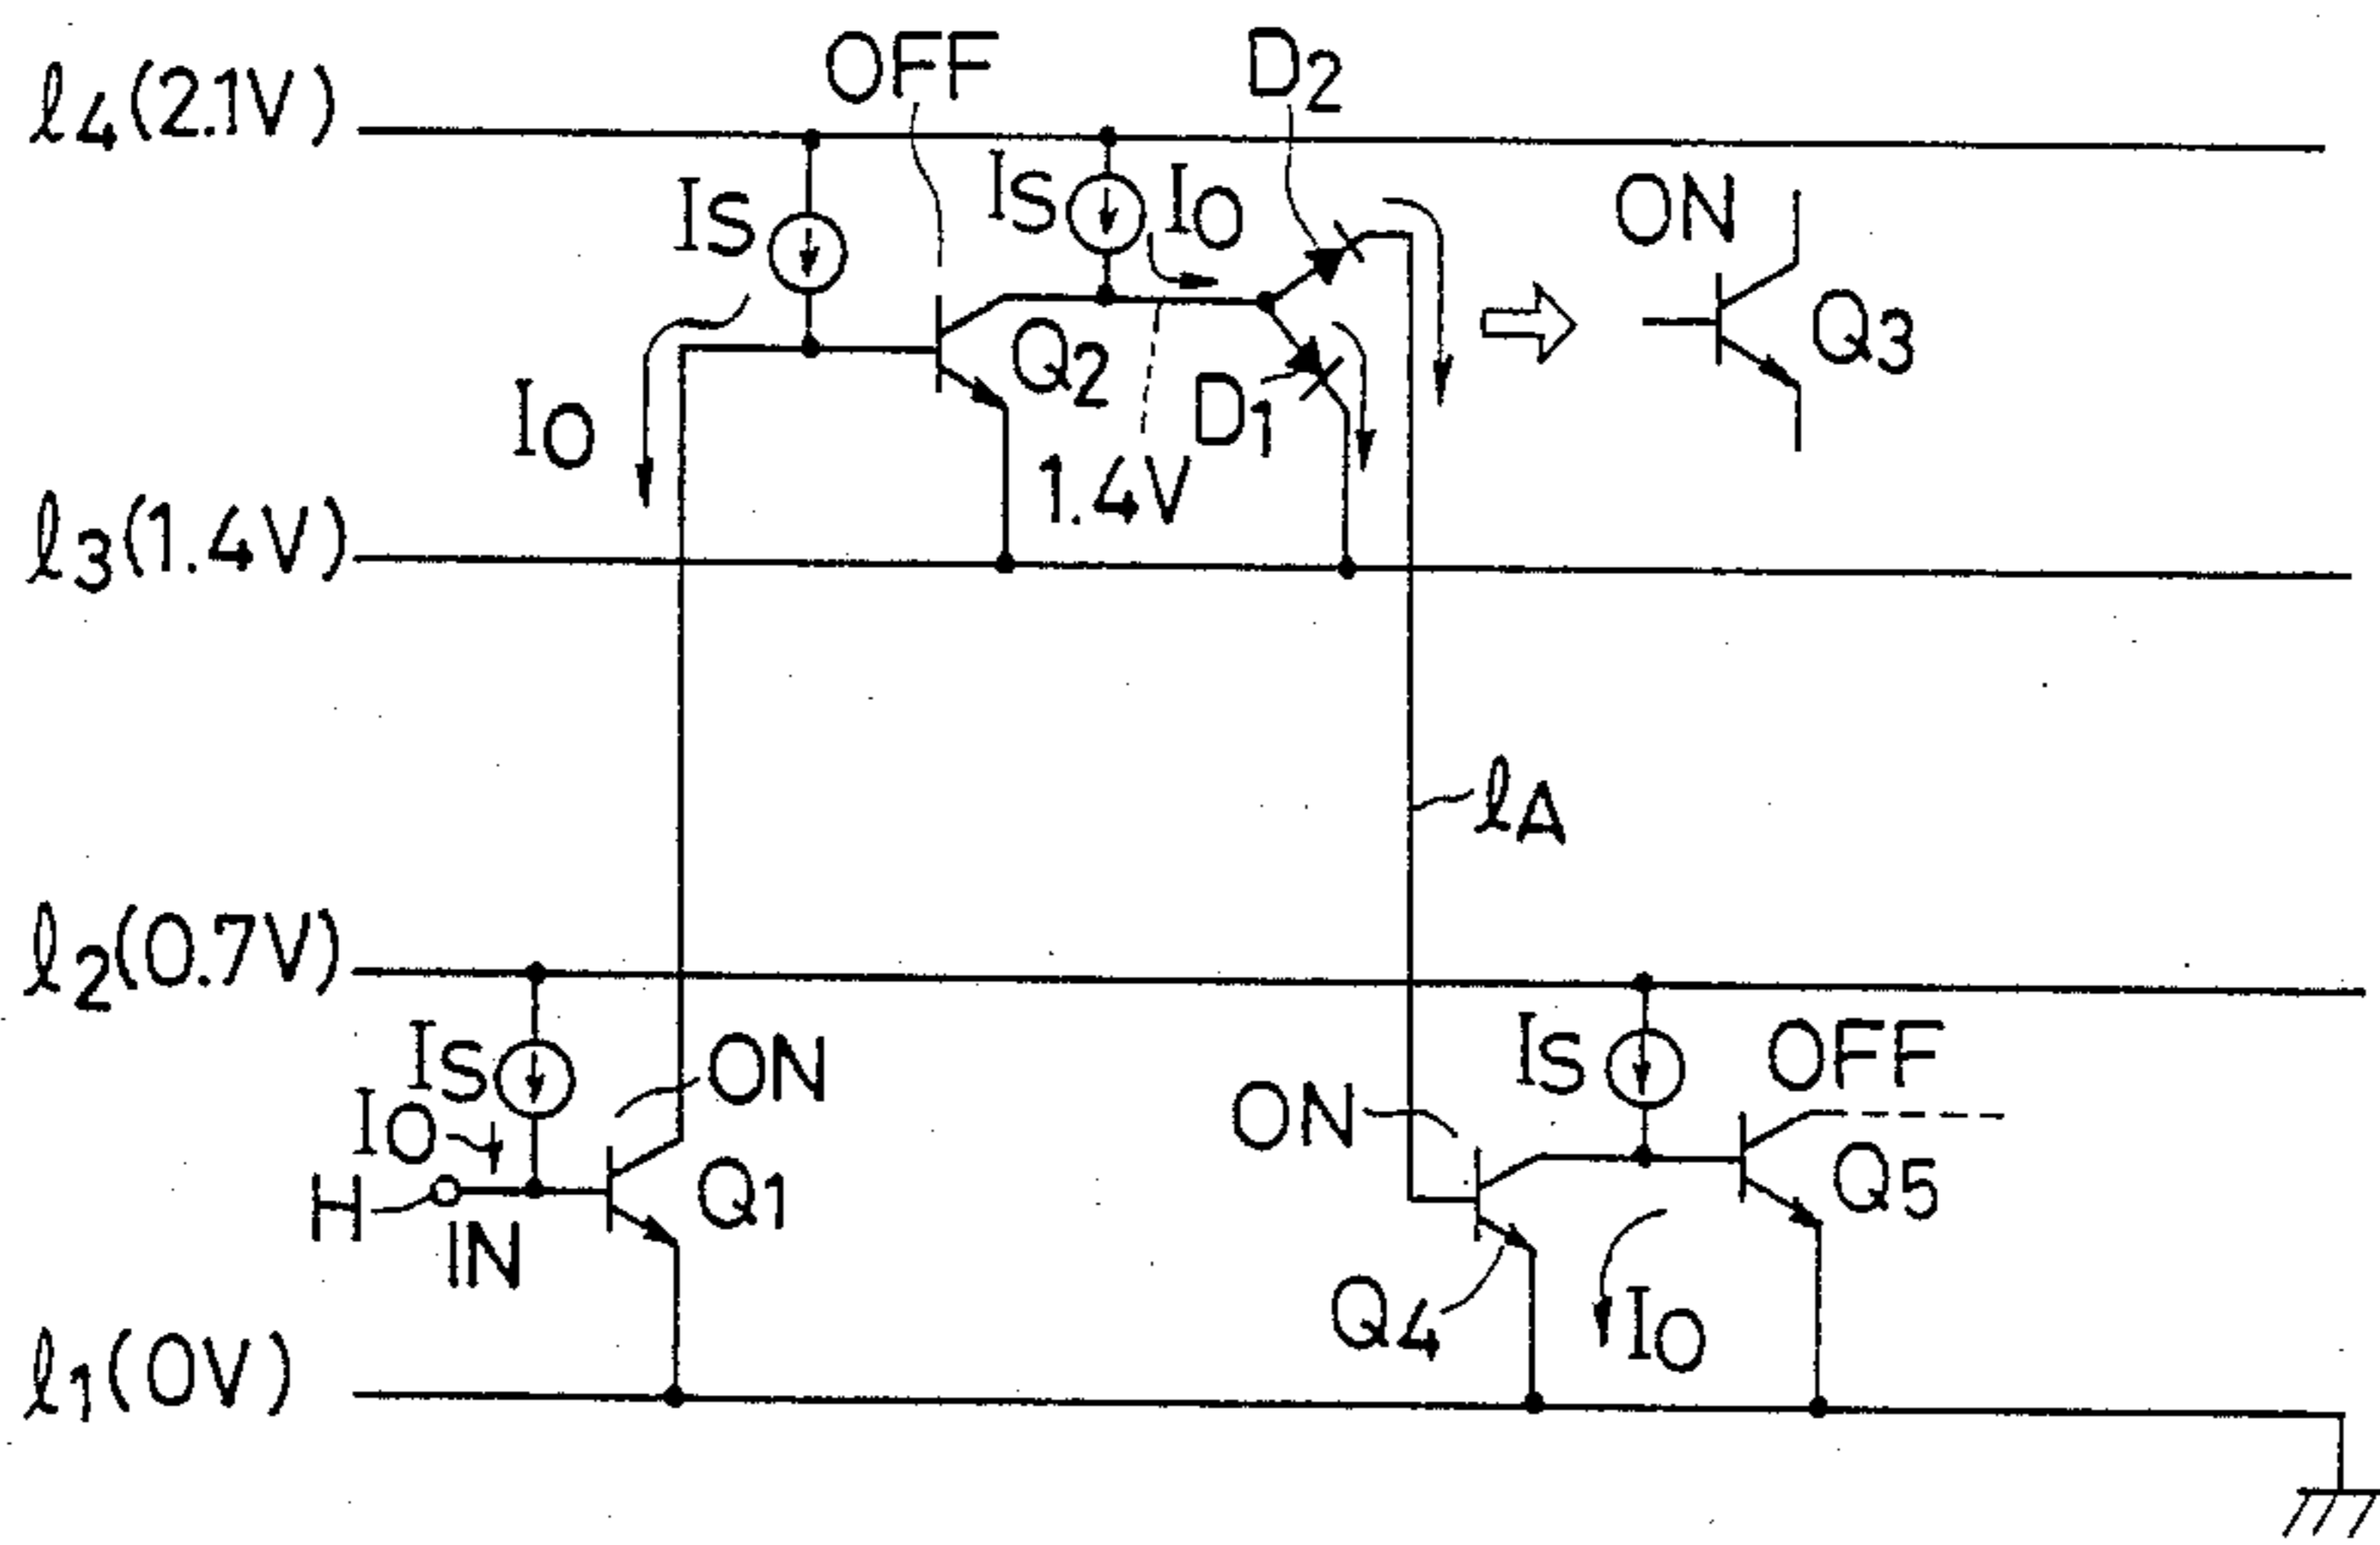 OFF
D2
ℓ4(2.1V)
IS
IS
IO
ON
Q2
Q3
IO
D1
1.4V
ℓ3(1.4V)
ℓA
ℓ2(0.7V)
IS
ON
IS
OFF
IO
ON
H
Q1
Q5
IN
Q4
IO
ℓ1(0V)